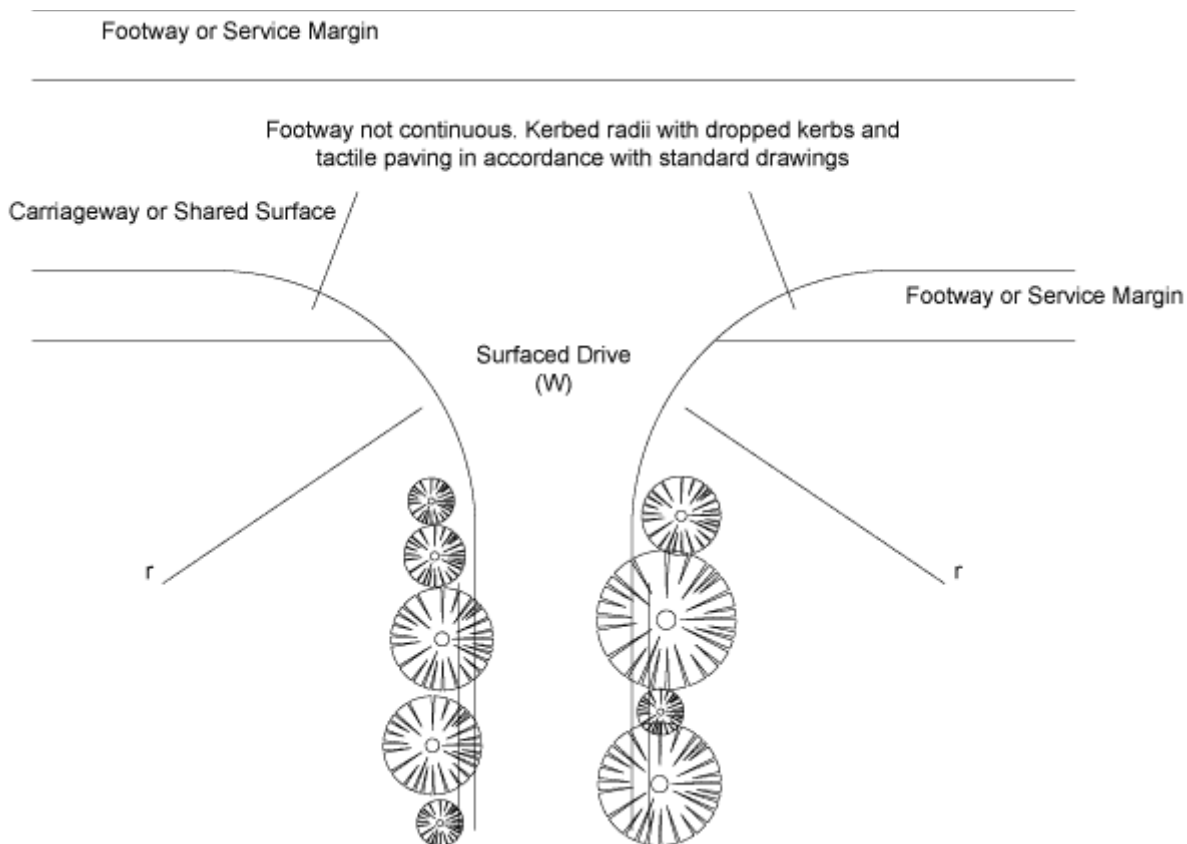 Footway or Service Margin
Footway not continuous. Kerbed radii with dropped kerbs and
tactile paving in accordance with standard drawings
Carriageway or Shared Surface
Footway or Service Margin
Surfaced Drive
(W)
r
r